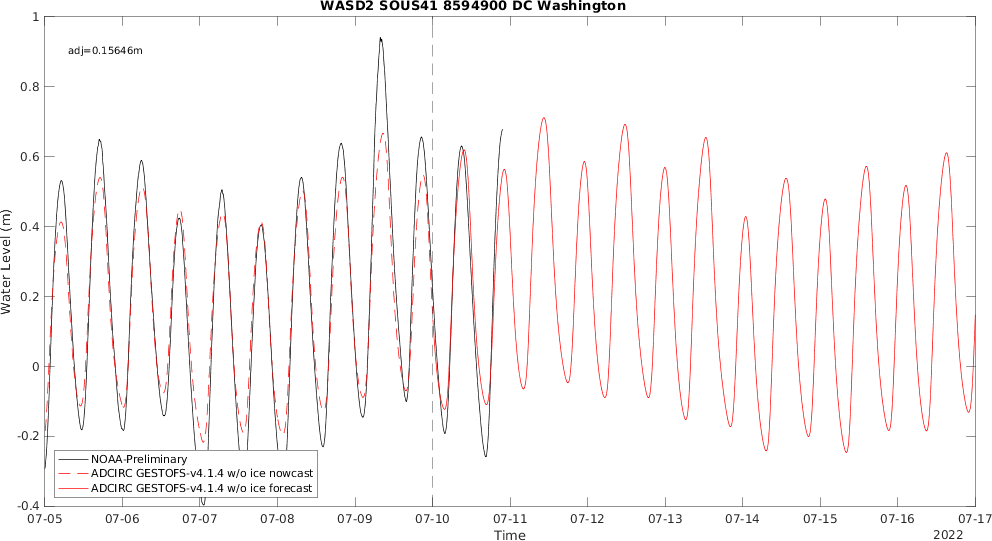 WASD2 SOUS41 8594900 DC Washington
adj=0.15646m
Water Level (m)
1
0.8
0.6
0.4
0.2
0
-0.2
-0.4
NOAA-Preliminary
ADCIRC GESTOFS-v4.1.4 w/o ice nowcast
ADCIRC GESTOFS-v4.1.4 w/o ice forecast
07-05 07-06 07-07 07-08 07-09 07-10 07-11 07-12 07-13 07-14 07-15 07-16 07-17
Time
2022